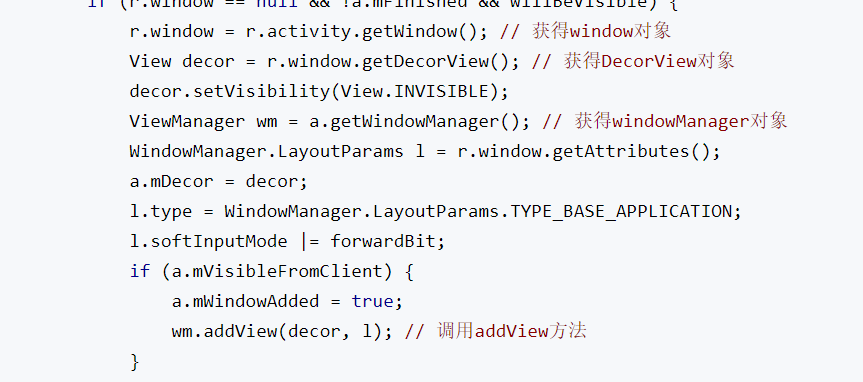 if (r.window == null && !a.mFinished && willBeVisible) {
r.window = r.activity.getWindow(); // 获得window对象
View decor = r.window.getDecorView(); // 获得DecorView对象
decor.setVisibility(View.INVISIBLE);
ViewManager wm = a.getWindowManager(); // 获得windowManager对象
WindowManager.LayoutParams l = r.window.getAttributes();
a.mDecor = decor;
l.type = WindowManager.LayoutParams.TYPE_BASE_APPLICATION;
l.softInputMode |= forwardBit;
if (a.mVisibleFromClient) {
a.mWindowAdded = true;
wm.addView(decor, l); // 调用addView方法
}